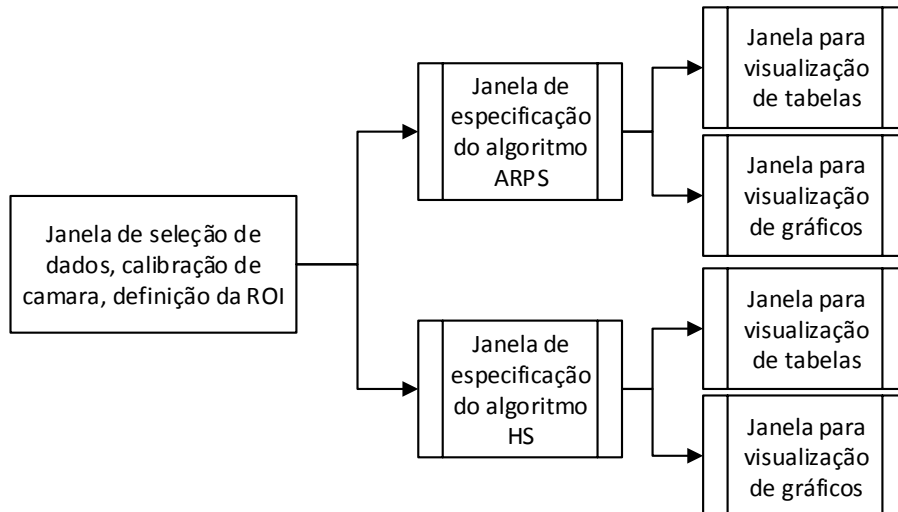 Janela de seleção de
dados, calibração de
camara, definição da ROI
Janela de
especificação
do algoritmo
ARPS
Janela para
visualização
de tabelas
Janela para
visualização
de gráficos
Janela de
especificação
do algoritmo
HS
Janela para
visualização
de tabelas
Janela para
visualização
de gráficos